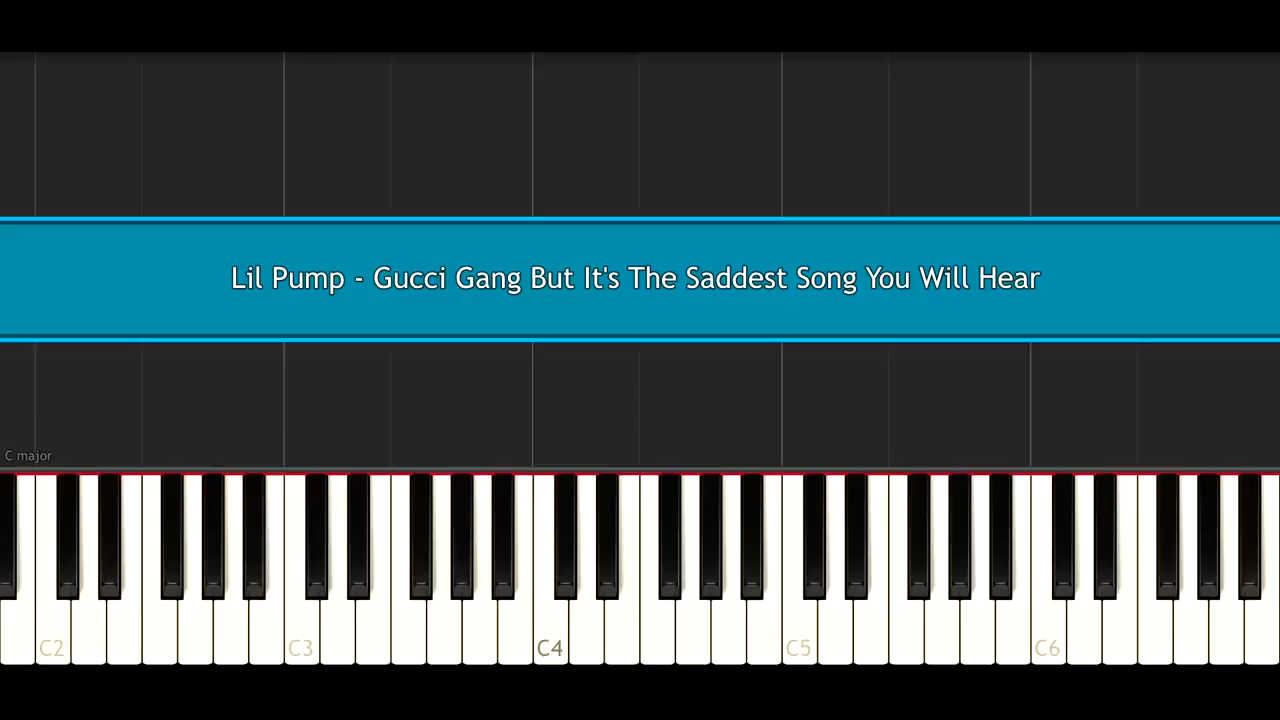 Lil Pump - Gucci Gang But It's The Saddest Song You Will Hear
C major
C2 C3 C4 C5 C6